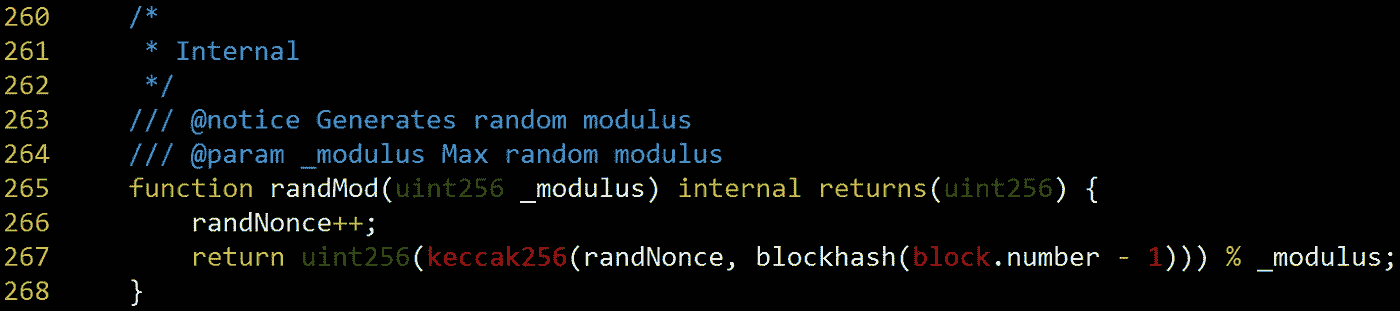 260     /*
261      * Internal
262      */
263     /// @notice Generates random modulus
264     /// @param _modulus Max random modulus
265     function randMod(uint256 _modulus) internal returns(uint256) {
266         randNonce++;
267         return uint256(keccak256(randNonce, blockhash(block.number - 1))) % _modulus;
268     }